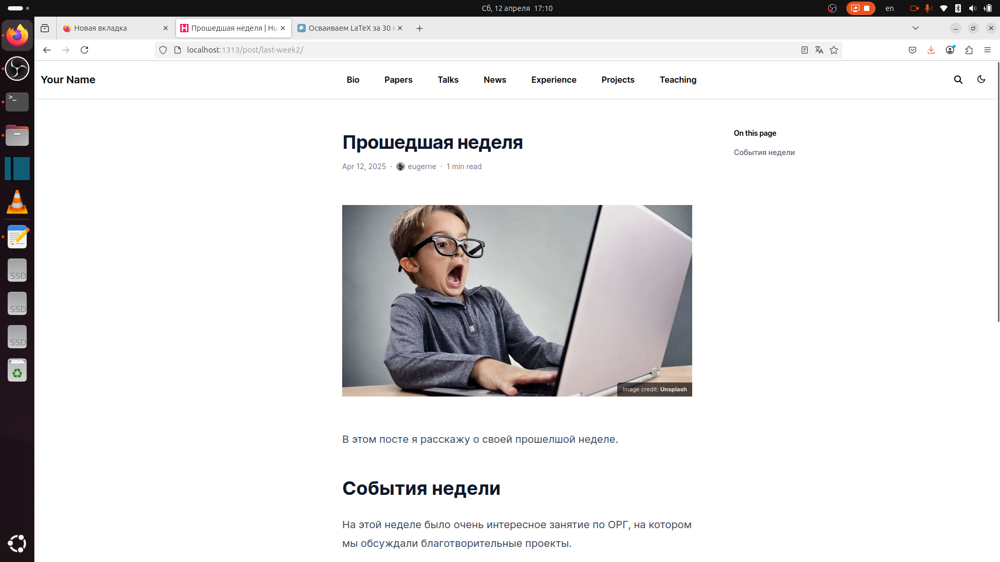 Сб, 12 апреля 17:10
en
Новая вкладка
Прошедшая неделя | Hu
Осваиваем LaTeX за 30
localhost:1313/post/last-week2/
Your Name
Bio
Papers
Talks
News
Experience
Projects
Teaching
Прошедшая неделя
Apr 12, 2025 · eugerne · 1 min read
On this page
События недели
Image credit: Unsplash
В этом посте я расскажу о своей прошелшой неделе.
События недели
На этой неделе было очень интересное занятие по ОРГ, на котором
мы обсуждали благотворительные проекты.
>_
SSD
SSD
SSD